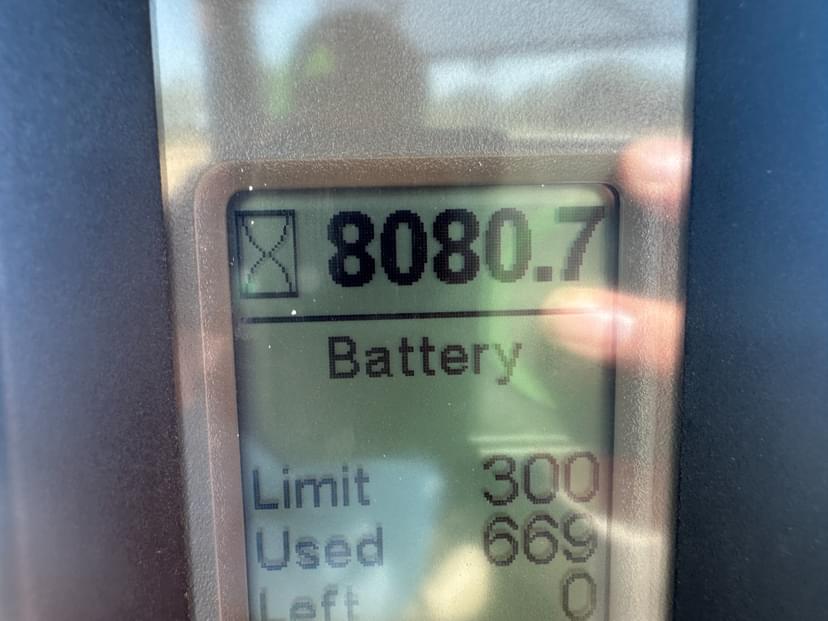 8080.7
Battery
Limit 300
Used 669
Left 0